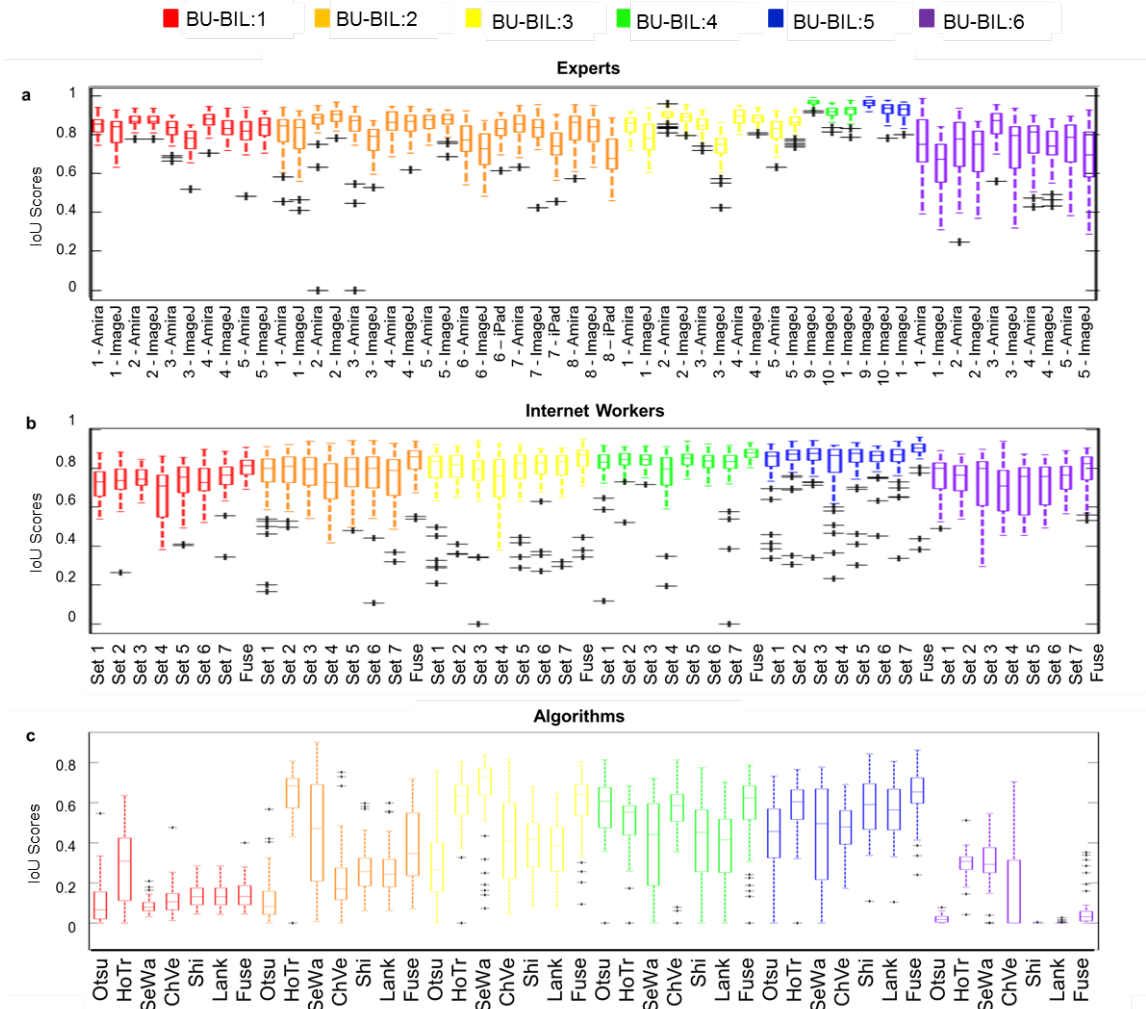 BU-BIL:1
BU-BIL:2
BU-BIL:3
BU-BIL:4
BU-BIL:5
BU-BIL:6
Experts
a
IoU Scores
1
0.8
0.6
0.4
0.2
0
1 - Amira
1 - ImageJ
2 - Amira
2 - ImageJ
3 - Amira
3 - ImageJ
4 - Amira
4 - ImageJ
5 - Amira
5 - ImageJ
1 - Amira
1 - ImageJ
2 - Amira
2 - ImageJ
3 - Amira
3 - ImageJ
4 - Amira
4 - ImageJ
5 - Amira
5 - ImageJ
6 - Amira
6 - ImageJ
6 – iPad
7 - Amira
7 - ImageJ
7 - iPad
8 - Amira
8 - ImageJ
8 – iPad
1 - Amira
1 - ImageJ
2 - Amira
2 - ImageJ
3 - Amira
3 - ImageJ
4 - Amira
4 - ImageJ
5 - Amira
5 - ImageJ
9 - ImageJ
10 - ImageJ
1 - ImageJ
9 - ImageJ
10 - ImageJ
1 - ImageJ
1 - Amira
1 - ImageJ
2 - Amira
2 - ImageJ
3 - Amira
3 - ImageJ
4 - Amira
4 - ImageJ
5 - Amira
5 - ImageJ
Internet Workers
b
IoU Scores
1
0.8
0.6
0.4
0.2
0
Set 1
Set 2
Set 3
Set 4
Set 5
Set 6
Set 7
Fuse
Set 1
Set 2
Set 3
Set 4
Set 5
Set 6
Set 7
Fuse
Set 1
Set 2
Set 3
Set 4
Set 5
Set 6
Set 7
Fuse
Set 1
Set 2
Set 3
Set 4
Set 5
Set 6
Set 7
Fuse
Set 1
Set 2
Set 3
Set 4
Set 5
Set 6
Set 7
Fuse
Set 1
Set 2
Set 3
Set 4
Set 5
Set 6
Set 7
Fuse
Algorithms
c
IoU Scores
0.8
0.6
0.4
0.2
0
Otsu
HoTr
SeWa
ChVe
Shi
Lank
Fuse
Otsu
HoTr
SeWa
ChVe
Shi
Lank
Fuse
Otsu
HoTr
SeWa
ChVe
Shi
Lank
Fuse
Otsu
HoTr
SeWa
ChVe
Shi
Lank
Fuse
Otsu
HoTr
SeWa
ChVe
Shi
Lank
Fuse
Otsu
HoTr
SeWa
ChVe
Shi
Lank
Fuse